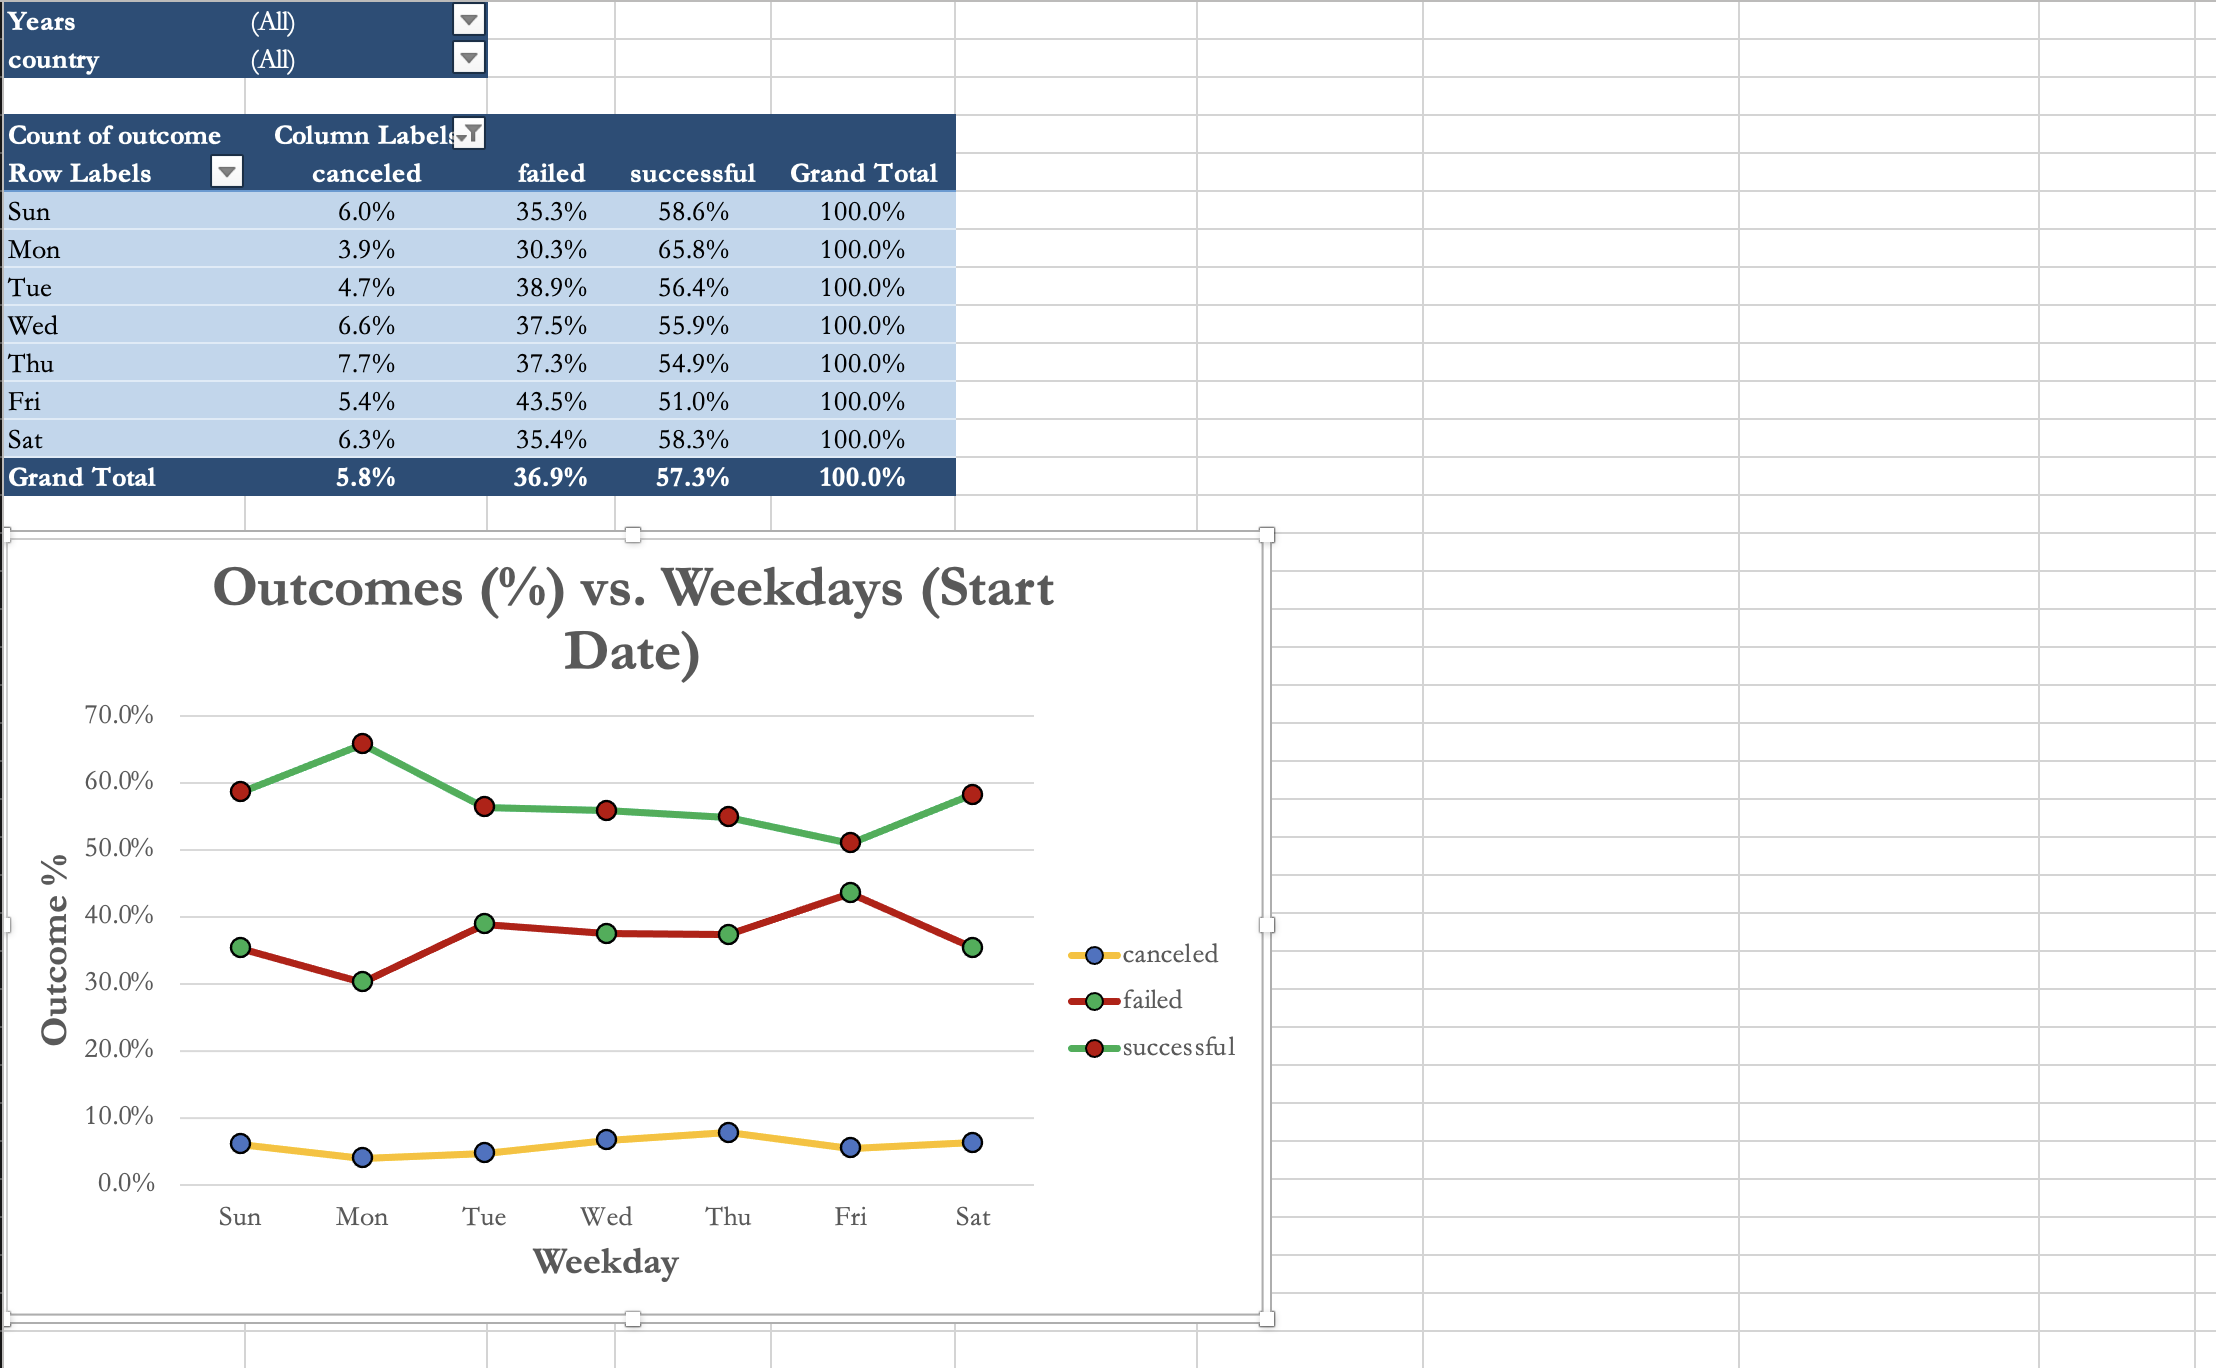 Years (All)
country (All)
Count of outcome Column Labels
Row Labels canceled failed successful Grand Total
Sun 6.0% 35.3% 58.6% 100.0%
Mon 3.9% 30.3% 65.8% 100.0%
Tue 4.7% 38.9% 56.4% 100.0%
Wed 6.6% 37.5% 55.9% 100.0%
Thu 7.7% 37.3% 54.9% 100.0%
Fri 5.4% 43.5% 51.0% 100.0%
Sat 6.3% 35.4% 58.3% 100.0%
Grand Total 5.8% 36.9% 57.3% 100.0%
Outcomes (%) vs. Weekdays (Start
Date)
70.0%
60.0%
50.0%
40.0%
30.0%
20.0%
10.0%
0.0%
Outcome %
Sun Mon Tue Wed Thu Fri Sat
Weekday
canceled
failed
successful